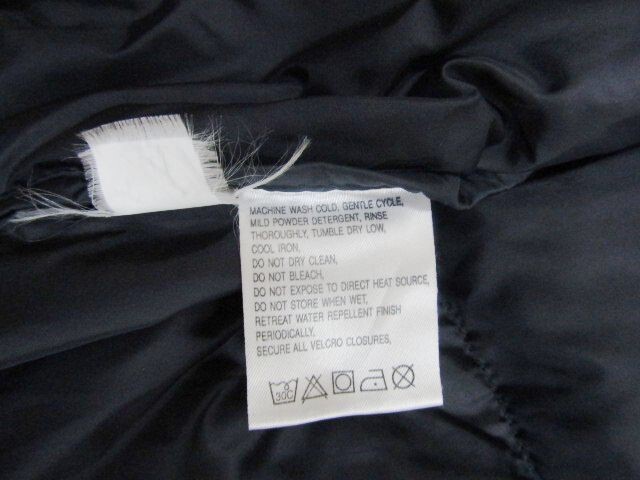 MACHINE WASH COLD, GENTLE CYCLE,
MILD POWDER DETERGENT, RINSE
THOROUGHLY, TUMBLE DRY LOW,
COOL IRON,
DO NOT DRY CLEAN,
DO NOT BLEACH,
DO NOT EXPOSE TO DIRECT HEAT SOURCE,
DO NOT STORE WHEN WET,
RETREAT WATER REPELLENT FINISH
PERIODICALLY,
SECURE ALL VELCRO CLOSURES,
30C